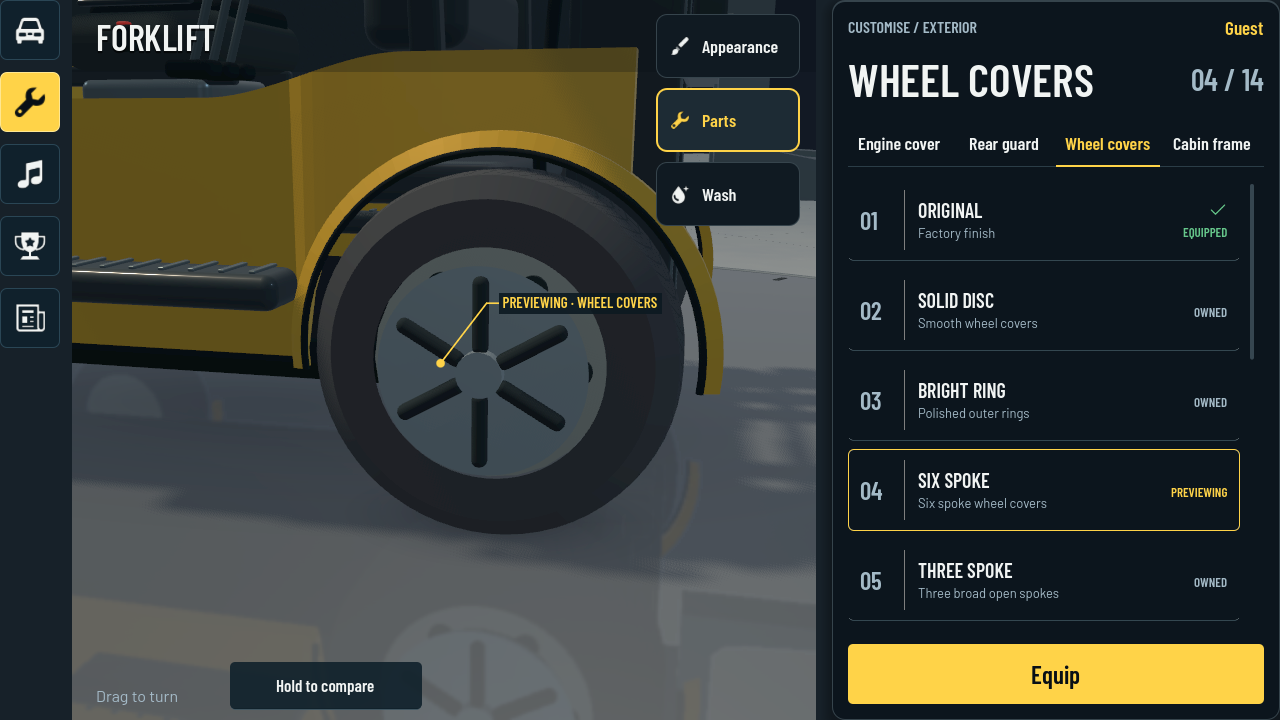 FORKLIFT
Appearance
Parts
Wash
PREVIEWING · WHEEL COVERS
Drag to turn
Hold to compare
CUSTOMISE / EXTERIOR
Guest
WHEEL COVERS
04 / 14
Engine cover
Rear guard
Wheel covers
Cabin frame
01
ORIGINAL
Factory finish
EQUIPPED
02
SOLID DISC
Smooth wheel covers
OWNED
03
BRIGHT RING
Polished outer rings
OWNED
04
SIX SPOKE
Six spoke wheel covers
PREVIEWING
05
THREE SPOKE
Three broad open spokes
OWNED
Equip